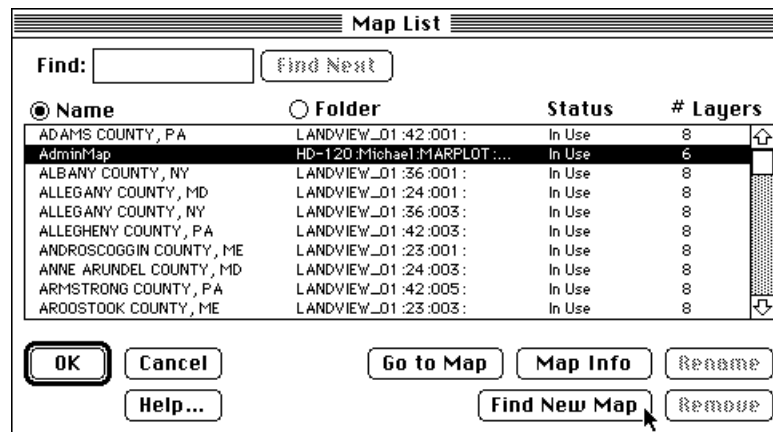 Map List
Find: Find Next
Name Folder Status # Layers
ADAMS COUNTY, PA LANDVIEW_01:42:001: In Use 8
AdminMap HD-120:Michael:MARPLOT:... In Use 6
ALBANY COUNTY, NY LANDVIEW_01:36:001: In Use 8
ALLEGANY COUNTY, MD LANDVIEW_01:24:001: In Use 8
ALLEGANY COUNTY, NY LANDVIEW_01:36:003: In Use 8
ALLEGHENY COUNTY, PA LANDVIEW_01:42:003: In Use 8
ANDROSCOGGIN COUNTY, ME LANDVIEW_01:23:001: In Use 8
ANNE ARUNDEL COUNTY, MD LANDVIEW_01:24:003: In Use 8
ARMSTRONG COUNTY, PA LANDVIEW_01:42:005: In Use 8
AROOSTOOK COUNTY, ME LANDVIEW_01:23:003: In Use 8
OK Cancel Go to Map Map Info Rename
Help... Find New Map Remove